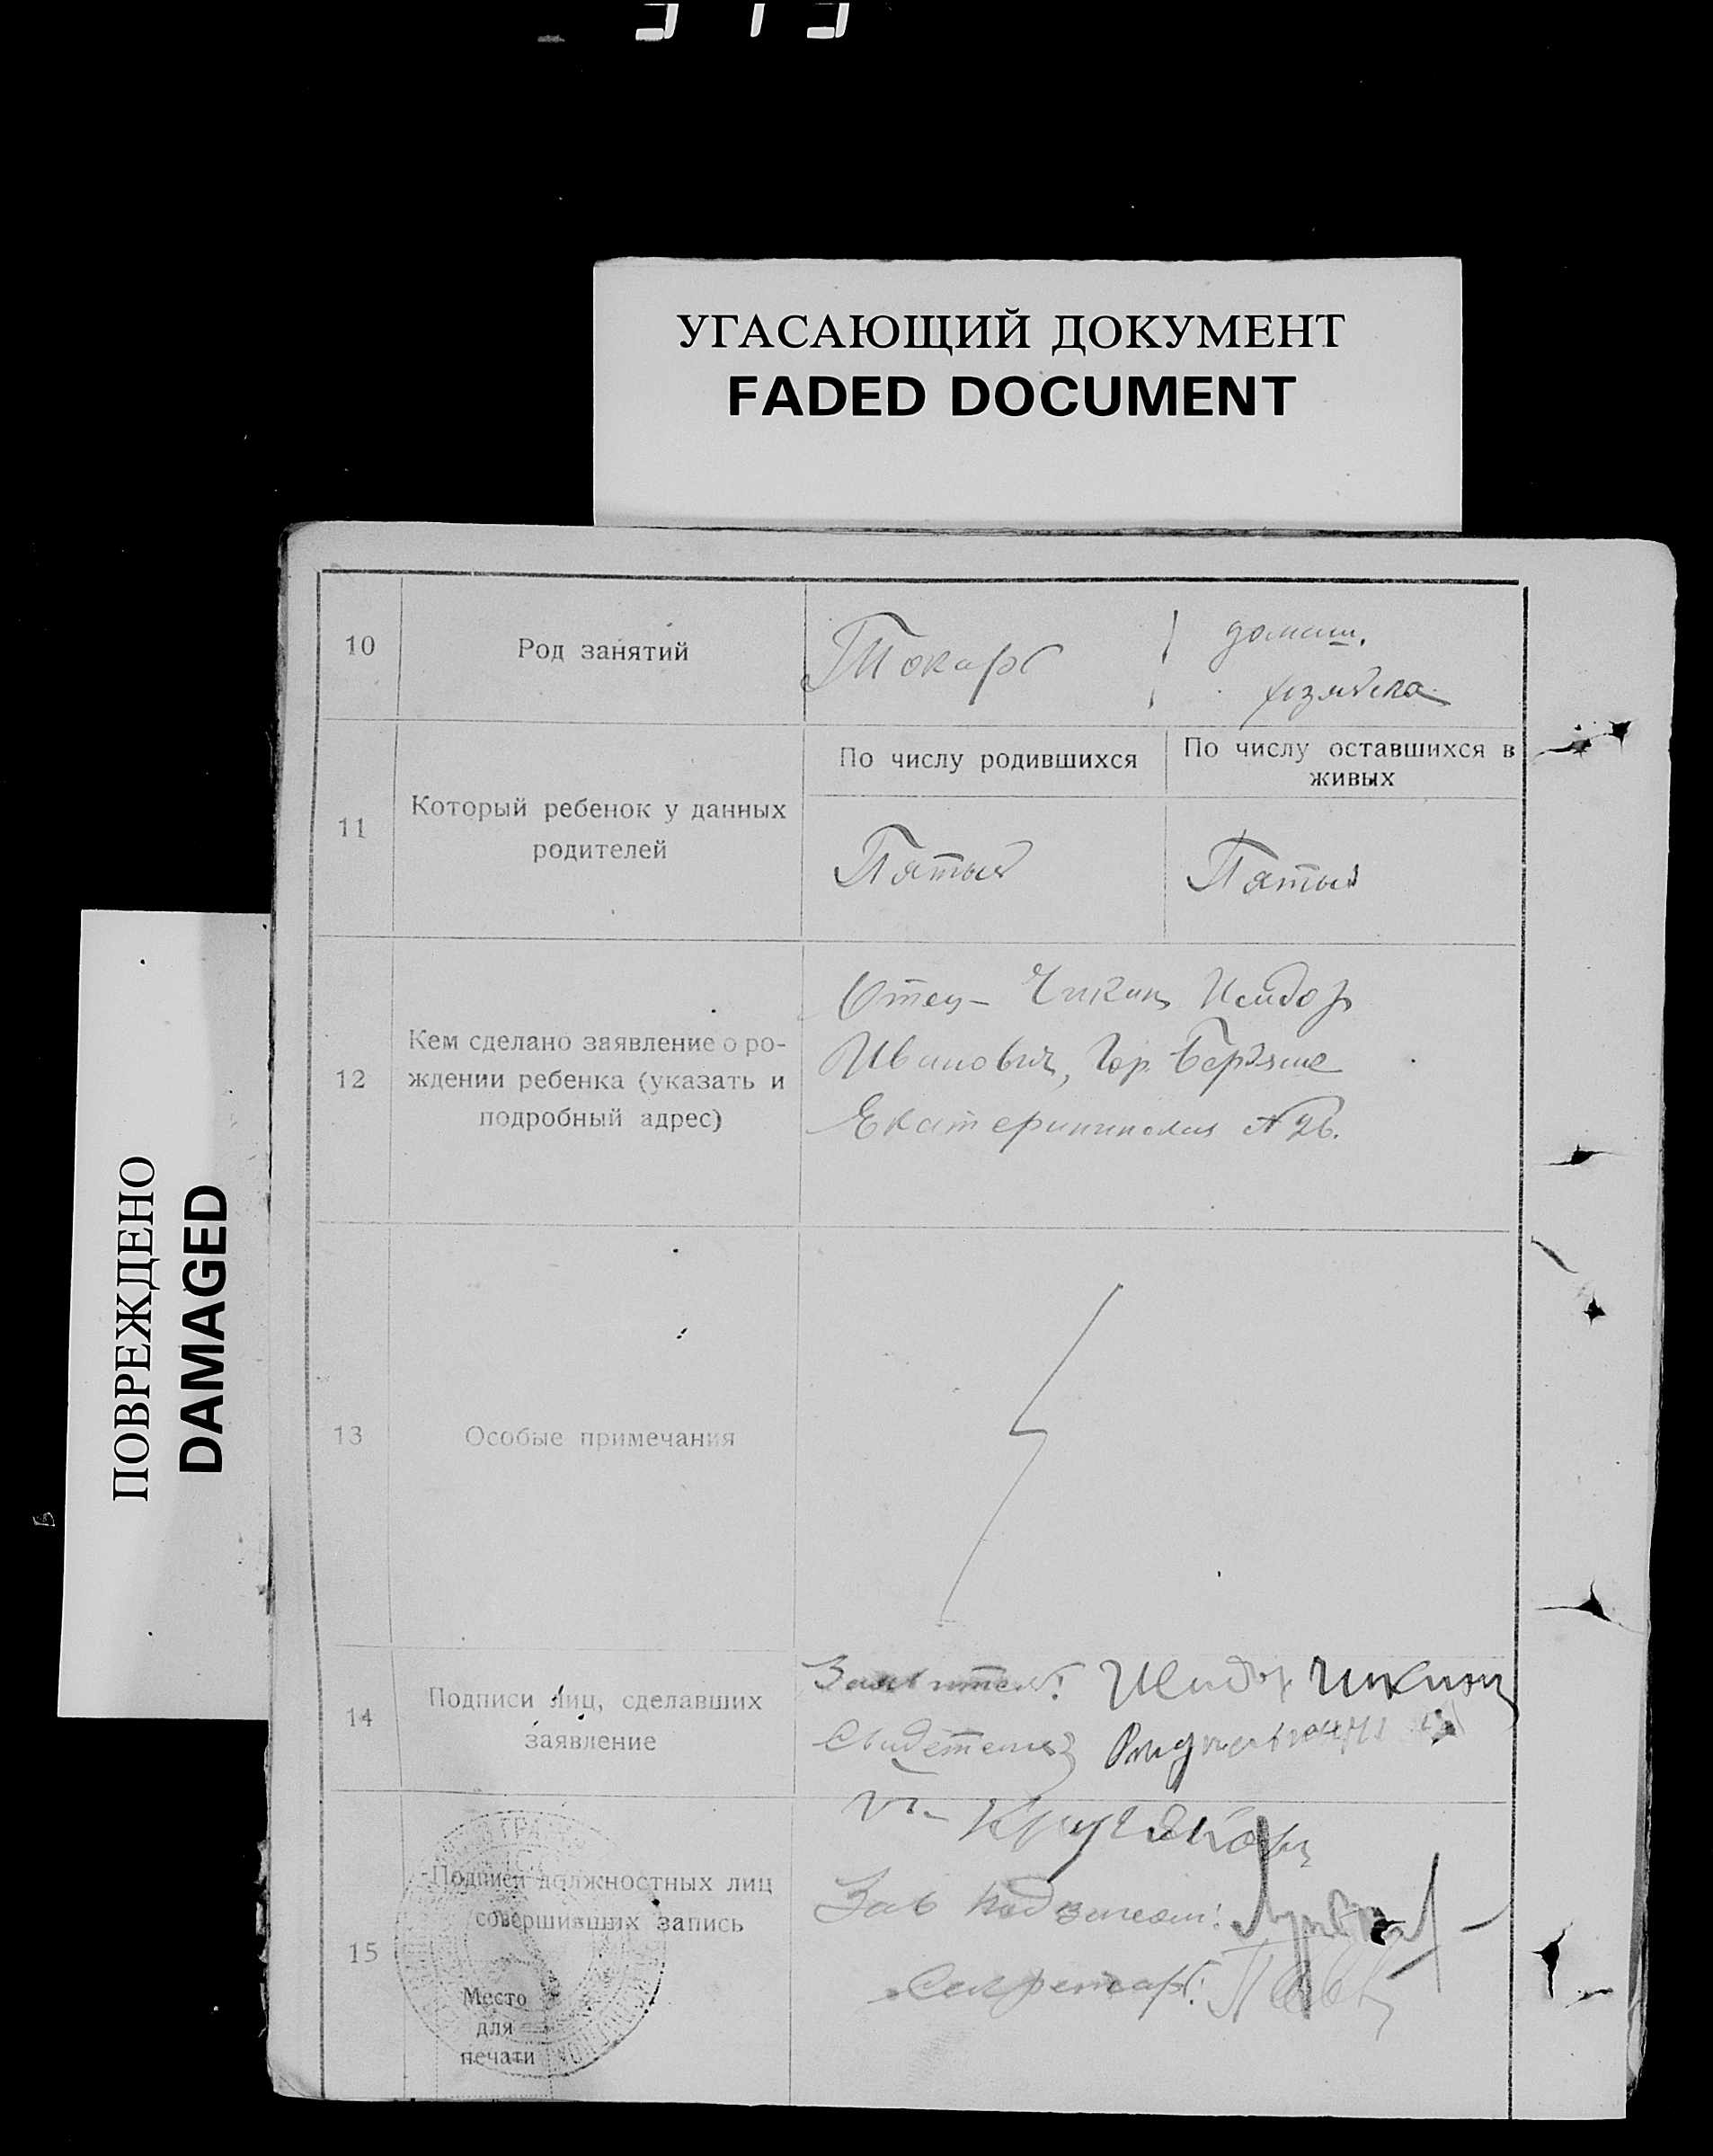 УГАСАЮЩИЙ ДОКУМЕНТ
FADED DOCUMENT
ПОВРЕЖДЕНО
DAMAGED
10
Род занятий
Токарь
домаш.
хозяйка
11
Который ребенок у данных
родителей
По числу родившихся
По числу оставшихся в
живых
Пятый
Пятый
12
Кем сделано заявление о ро-
ждении ребенка (указать и
подробный адрес)
Отец - Чикин Исидор
Иванович, Гор.
Екатерининская № 26.
13
Особые примечания
14
Подписи лиц, сделавших
заявление
Заявитель: Исидор Чикин
Свидетели
15
Подписи должностных лиц
совершивших запись
Место
для
печати
Зав
Секретарь: